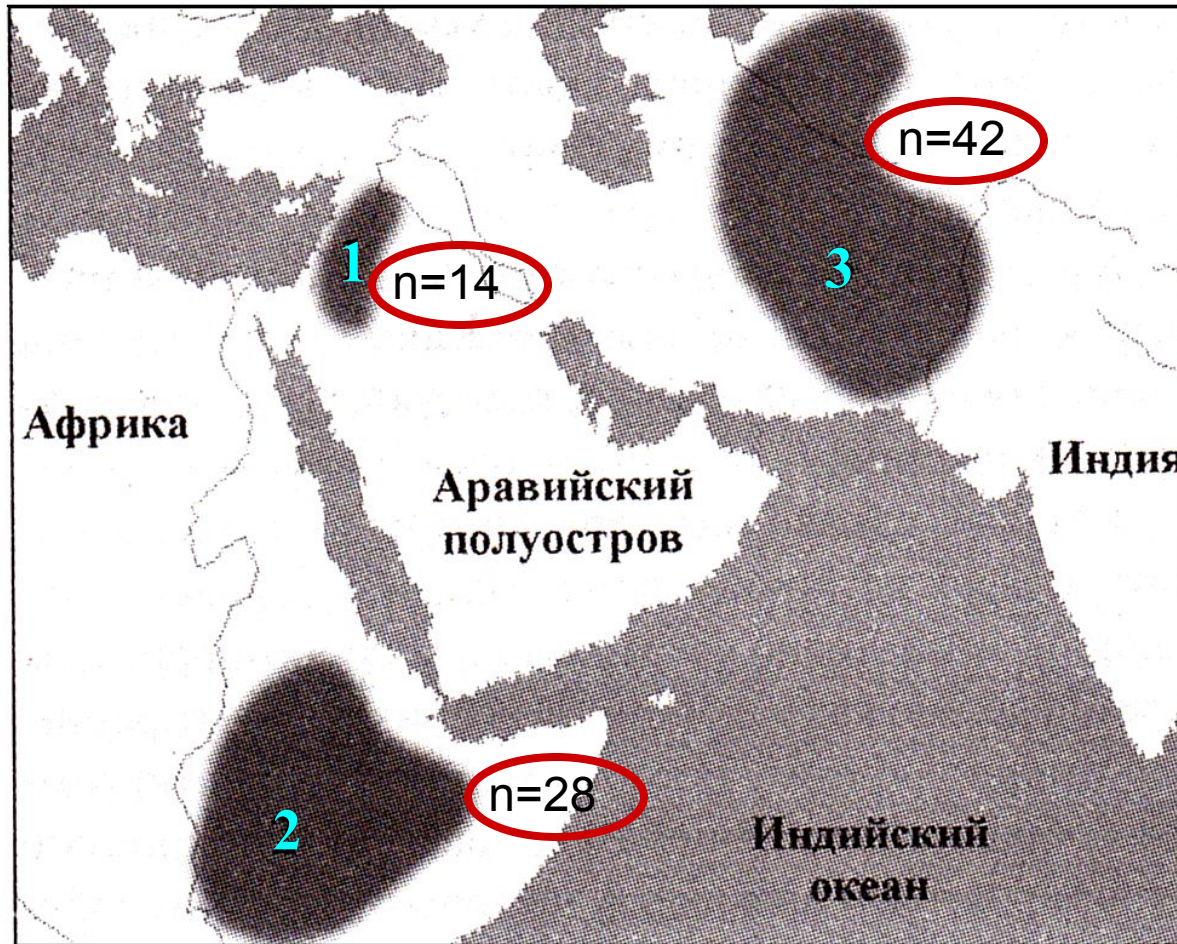 n=42
1
n=14
3
Африка
Индия
Аравийский
полуостров
2
n=28
Индийский
океан